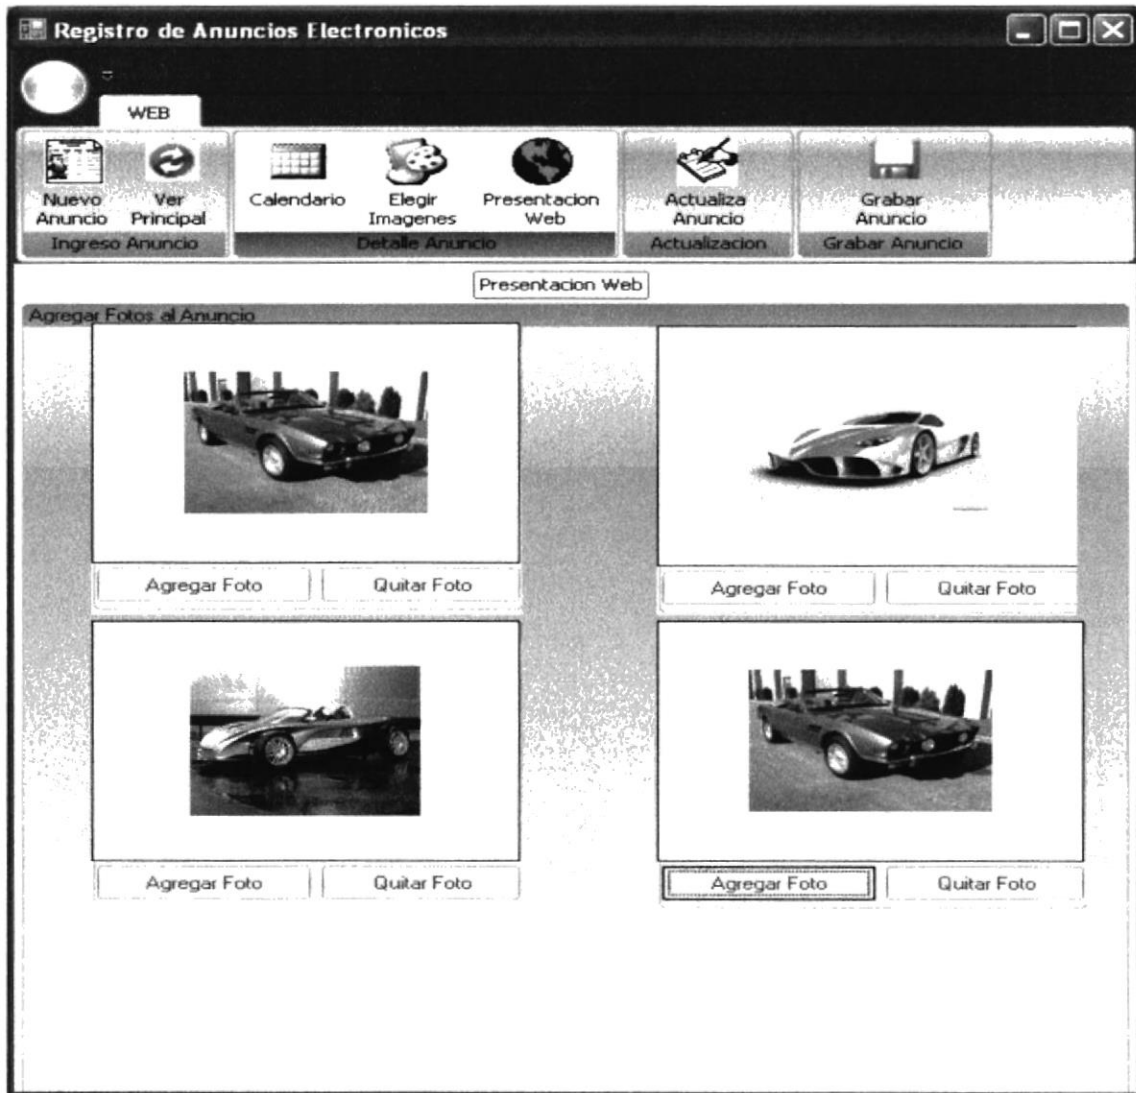 Registro de Anuncios Electronicos
WEB
Nuevo Anuncio
Ver Principal
Calendario
Elegir Imagenes
Presentacion Web
Actualiza Anuncio
Grabar Anuncio
Ingreso Anuncio
Detalle Anuncio
Actualizacion
Grabar Anuncio
Presentacion Web
Agregar Fotos al Anuncio
Agregar Foto
Quitar Foto
Agregar Foto
Quitar Foto
Agregar Foto
Quitar Foto
Agregar Foto
Quitar Foto